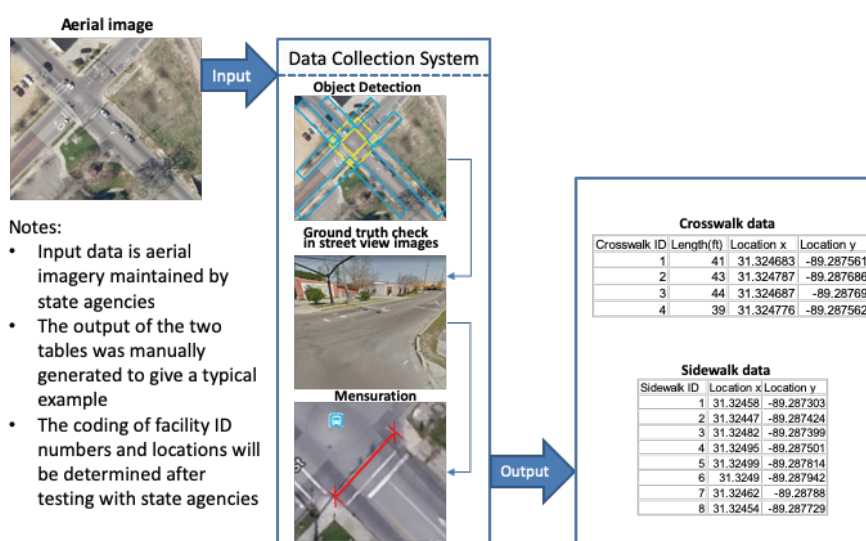 Aerial image
Input
Notes:
• Input data is aerial
imagery maintained by
state agencies
• The output of the two
tables was manually
generated to give a typical
example
• The coding of facility ID
numbers and locations will
be determined after
testing with state agencies
Data Collection System
Object Detection
Ground truth check
in street view images
Mensuration
Output
Crosswalk data
Crosswalk ID Length(ft) Location x Location y
1 41 31.324683 -89.287561
2 43 31.324787 -89.287686
3 44 31.324687 -89.28769
4 39 31.324776 -89.287562
Sidewalk data
Sidewalk ID Location x Location y
1 31.32458 -89.287303
2 31.32447 -89.287424
3 31.32482 -89.287399
4 31.32495 -89.287501
5 31.32499 -89.287814
6 31.3249 -89.287942
7 31.32462 -89.28788
8 31.32454 -89.287729